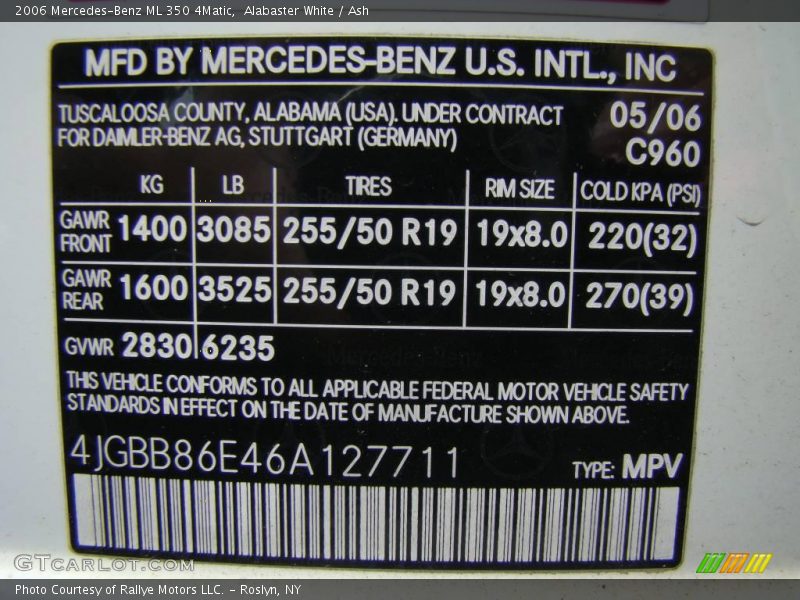 2006 Mercedes-Benz ML 350 4Matic,  Alabaster White / Ash
MFD BY MERCEDES-BENZ U.S. INTL., INC
TUSCALOOSA COUNTY, ALABAMA (USA). UNDER CONTRACT
FOR DAIMLER-BENZ AG, STUTTGART (GERMANY)
05/06
C960
KG LB TIRES RIM SIZE COLD KPA (PSI)
GAWR FRONT 1400 3085 255/50 R19 19x8.0 220(32)
GAWR REAR 1600 3525 255/50 R19 19x8.0 270(39)
GVWR 2830 6235
THIS VEHICLE CONFORMS TO ALL APPLICABLE FEDERAL MOTOR VEHICLE SAFETY
STANDARDS IN EFFECT ON THE DATE OF MANUFACTURE SHOWN ABOVE.
4JGBB86E46A127711 TYPE: MPV
GTCarLot.com
Photo Courtesy of Rallye Motors LLC. - Roslyn, NY